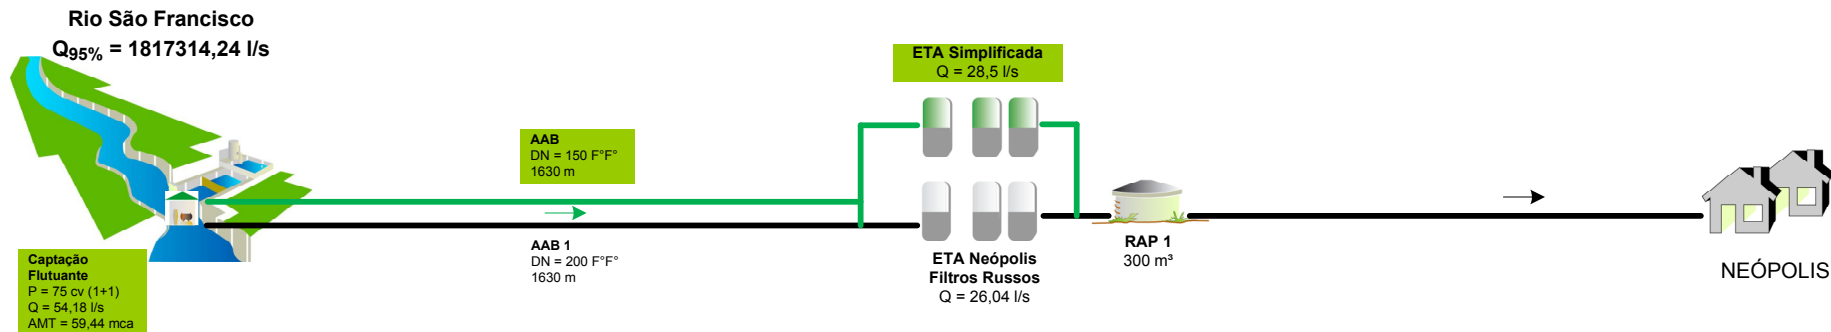 Rio São Francisco
Q95% = 1817314,24 l/s
ETA Simplificada
Q = 28,5 l/s
AAB
DN = 150 F°F°
1630 m
AAB 1
DN = 200 F°F°
1630 m
Captação
Flutuante
P = 75 cv (1+1)
Q = 54,18 l/s
AMT = 59,44 mca
ETA Neópolis
Filtros Russos
Q = 26,04 l/s
RAP 1
300 m³
NEÓPOLIS